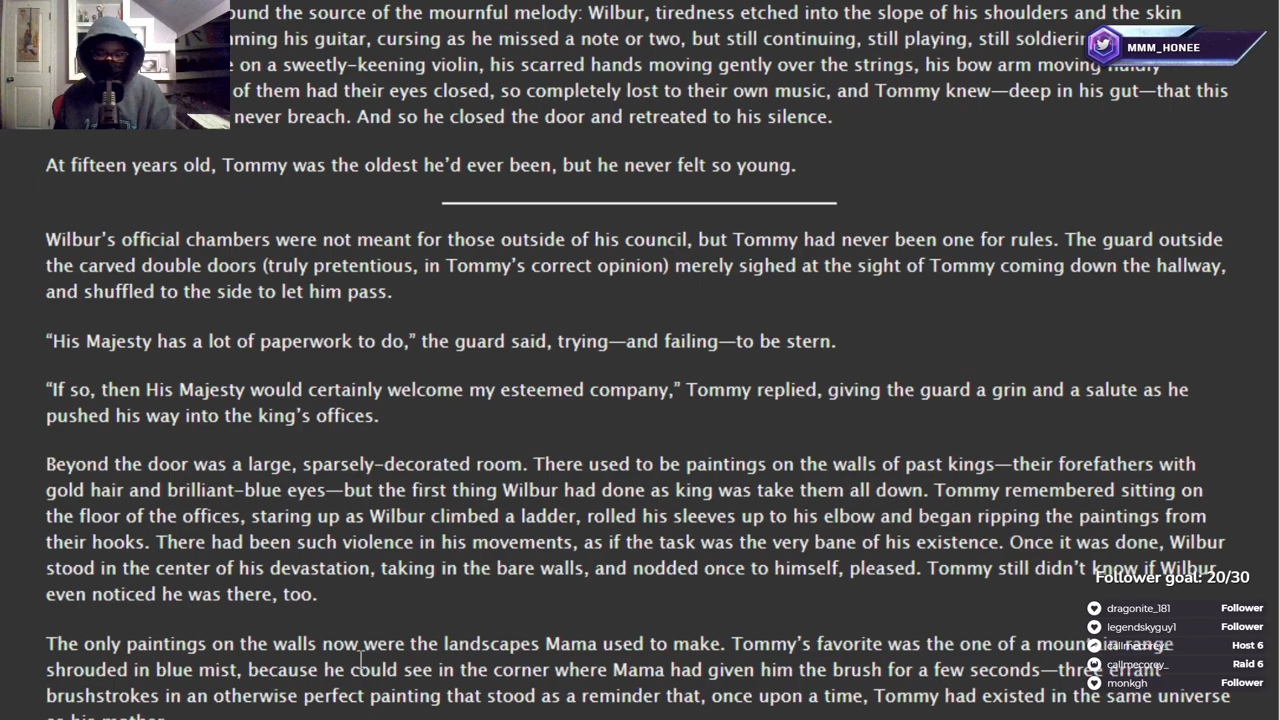 ound the source of the mournful melody: Wilbur, tiredness etched into the slope of his shoulders and the skin
ming his guitar, cursing as he missed a note or two, but still continuing, still playing, still soldierin
MMM_HONEE
e on a sweetly-keening violin, his scarred hands moving gently over the strings, his bow arm moving
of them had their eyes closed, so completely lost to their own music, and Tommy knew—deep in his gut—that this
never breach. And so he closed the door and retreated to his silence.
At fifteen years old, Tommy was the oldest he’d ever been, but he never felt so young.
Wilbur’s official chambers were not meant for those outside of his council, but Tommy had never been one for rules. The guard outside
the carved double doors (truly pretentious, in Tommy’s correct opinion) merely sighed at the sight of Tommy coming down the hallway,
and shuffled to the side to let him pass.
“His Majesty has a lot of paperwork to do,” the guard said, trying—and failing—to be stern.
“If so, then His Majesty would certainly welcome my esteemed company,” Tommy replied, giving the guard a grin and a salute as he
pushed his way into the king’s offices.
Beyond the door was a large, sparsely-decorated room. There used to be paintings on the walls of past kings—their forefathers with
gold hair and brilliant-blue eyes—but the first thing Wilbur had done as king was take them all down. Tommy remembered sitting on
the floor of the offices, staring up as Wilbur climbed a ladder, rolled his sleeves up to his elbow and began ripping the paintings from
their hooks. There had been such violence in his movements, as if the task was the very bane of his existence. Once it was done, Wilbur
stood in the center of his devastation, taking in the bare walls, and nodded once to himself, pleased. Tommy still didn’t know if Wilbur
Follower goal: 20/30
even noticed he was there, too.
dragonite_181 Follower
legendskyguy1 Follower
The only paintings on the walls now were the landscapes Mama used to make. Tommy’s favorite was the one of a mountain range
Host 6
shrouded in blue mist, because he could see in the corner where Mama had given him the brush for a few seconds—three errant
callmecorey_ Raid 6
monkgh Follower
brushstrokes in an otherwise perfect painting that stood as a reminder that, once upon a time, Tommy had existed in the same universe
as his mother.